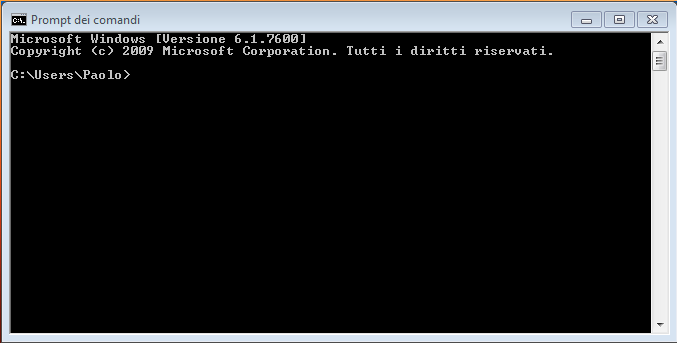 Prompt dei comandi
Microsoft Windows [Versione 6.1.7600]
Copyright (c) 2009 Microsoft Corporation. Tutti i diritti riservati.
C:\Users\Paolo>